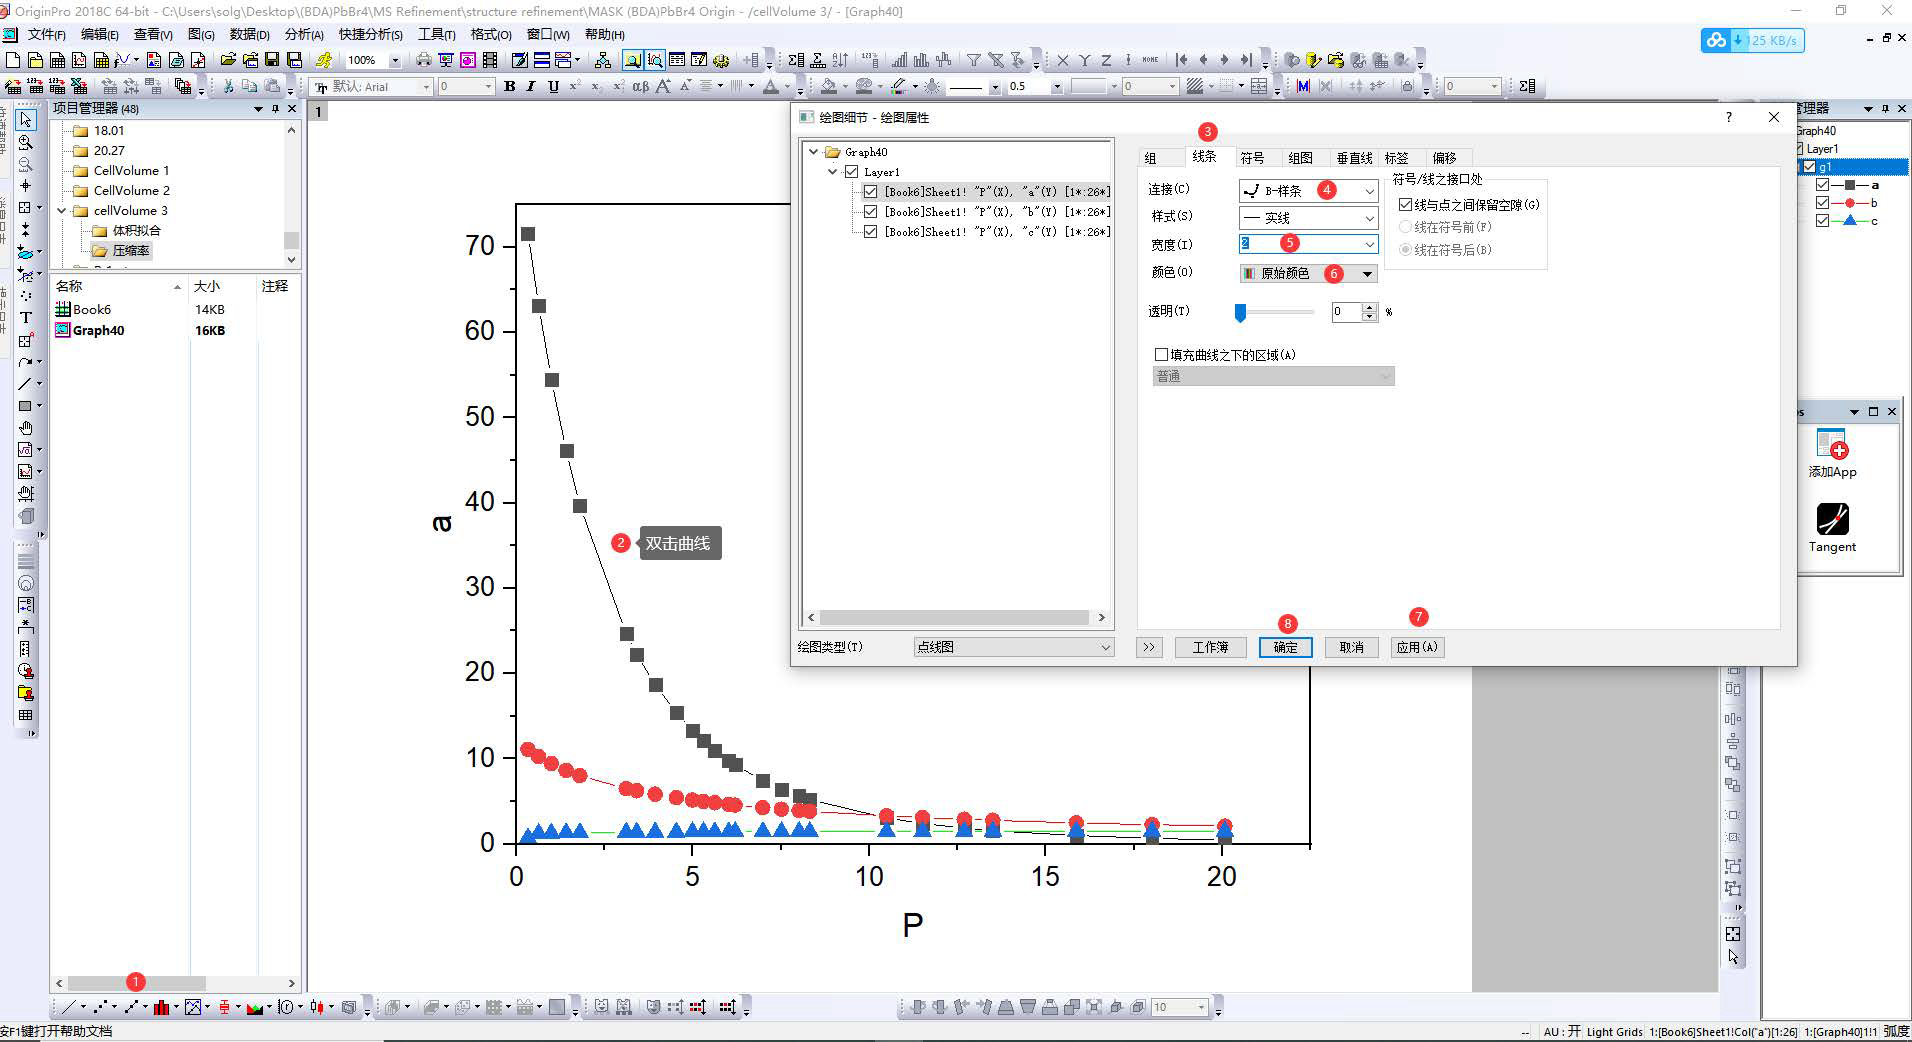 OriginPro 2018C 64-bit - C:\Users\solg\Desktop\(BDA)PbBr4\MS Refinement\structure refinement\MASK (BDA)PbBr4 Origin - /cellVolume 3/ - [Graph40]
文件(F) 编辑(E) 查看(V) 图(G) 数据(D) 分析(A) 快捷分析(S) 工具(T) 格式(O) 窗口(W) 帮助(H)
125 KB/s
100%
默认: Arial 0 B I U 0.5 0 0
项目管理器 (48)
18.01
20.27
CellVolume 1
CellVolume 2
cellVolume 3
体积拟合
压缩率
名称 大小 注释
Book6 14KB
Graph40 16KB
1
70
60
50
40
30
20
10
0
a
0 5 10 15 20
P
2 双击曲线
绘图细节 - 绘图属性
Graph40
Layer1
[Book6]Sheet1! "P"(X), "a"(Y) [1*:26*]
[Book6]Sheet1! "P"(X), "b"(Y) [1*:26*]
[Book6]Sheet1! "P"(X), "c"(Y) [1*:26*]
绘图类型(T) 点线图
3
组 线条 符号 组图 垂直线 标签 偏移
连接(C) B-样条 4
样式(S) 实线
宽度(I) 2 5
颜色(O) 原始颜色 6
透明(T) 0 %
符号/线之接口处
线与点之间保留空隙(G)
线在符号前(F)
线在符号后(B)
填充曲线之下的区域(A)
普通
8 7
>> 工作簿 确定 取消 应用(A)
管理器
Graph40
Layer1
g1
a
b
c
添加App
Tangent
1
10
安F1键打开帮助文档
-- AU : 开 Light Grids 1:[Book6]Sheet1!Col("a")[1:26] 1:[Graph40]1!1 弧度